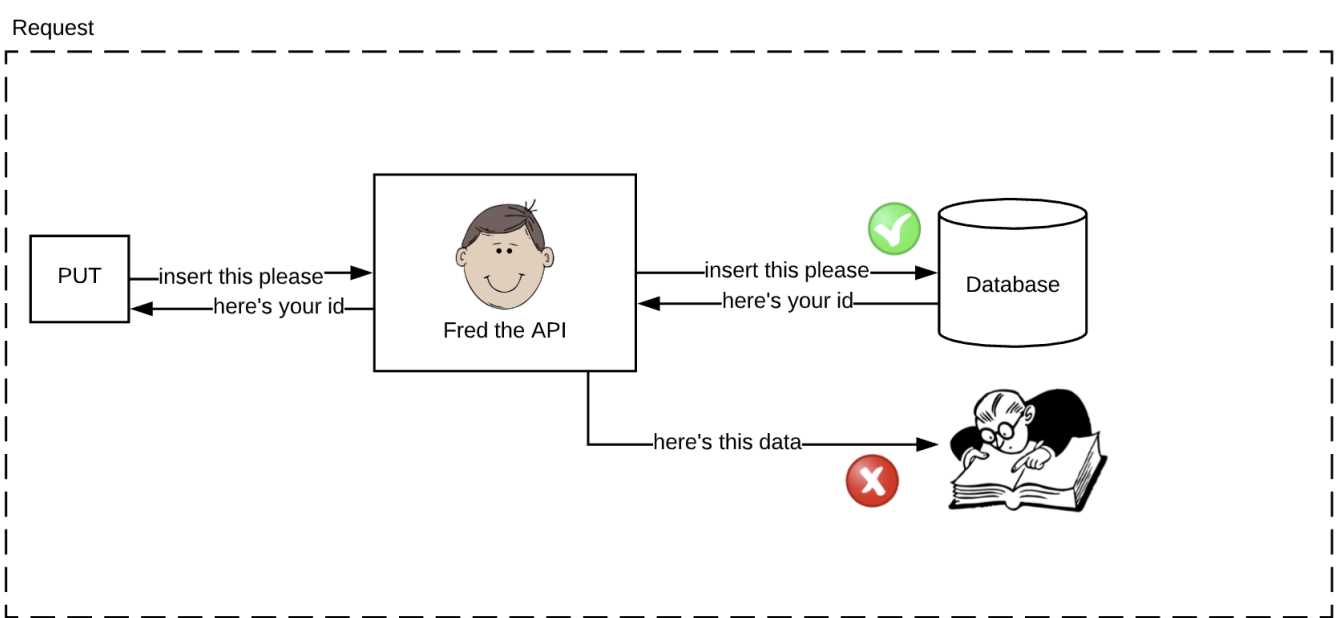 Request
PUT
insert this please
here's your id
Fred the API
insert this please
here's your id
Database
here's this data